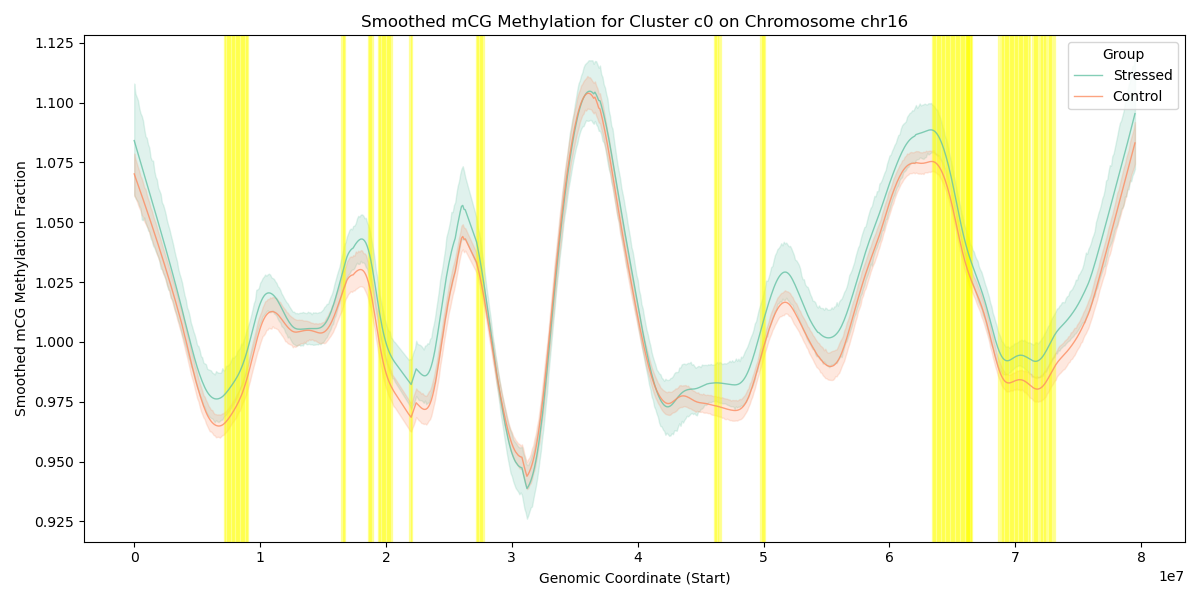 Smoothed mCG Methylation for Cluster c0 on Chromosome chr16
Smoothed mCG Methylation Fraction
1.125
1.100
1.075
1.050
1.025
1.000
0.975
0.950
0.925
Group
Stressed
Control
0 1 2 3 4 5 6 7 8
1e7
Genomic Coordinate (Start)